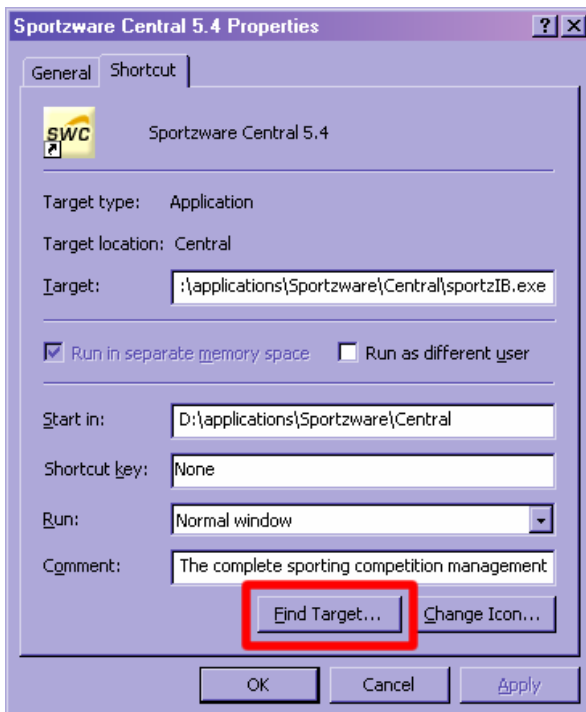 Sportzware Central 5.4 Properties
General Shortcut
SWC Sportzware Central 5.4
Target type: Application
Target location: Central
Target: :\applications\Sportzware\Central\sportzIB.exe
Run in separate memory space Run as different user
Start in: D:\applications\Sportzware\Central
Shortcut key: None
Run: Normal window
Comment: The complete sporting competition management
Find Target... Change Icon...
OK Cancel Apply